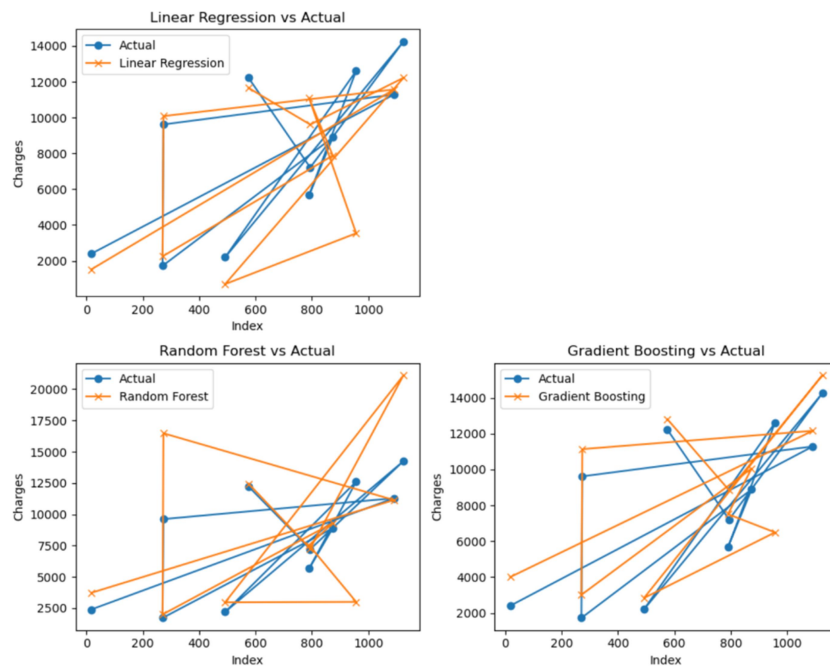 Linear Regression vs Actual
Actual
Linear Regression
14000
12000
10000
8000
6000
4000
2000
Charges
0 200 400 600 800 1000
Index
Random Forest vs Actual
Actual
Random Forest
20000
17500
15000
12500
10000
7500
5000
2500
Charges
0 200 400 600 800 1000
Index
Gradient Boosting vs Actual
Actual
Gradient Boosting
14000
12000
10000
8000
6000
4000
2000
Charges
0 200 400 600 800 1000
Index